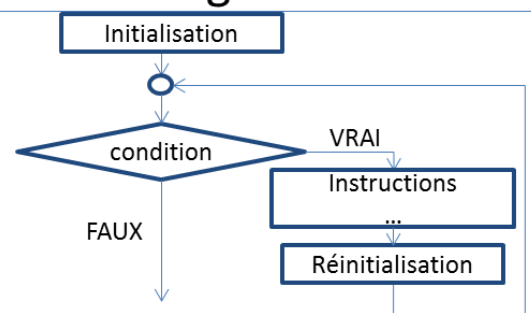 Initialisation
condition
VRAI
Instructions
...
FAUX
Réinitialisation